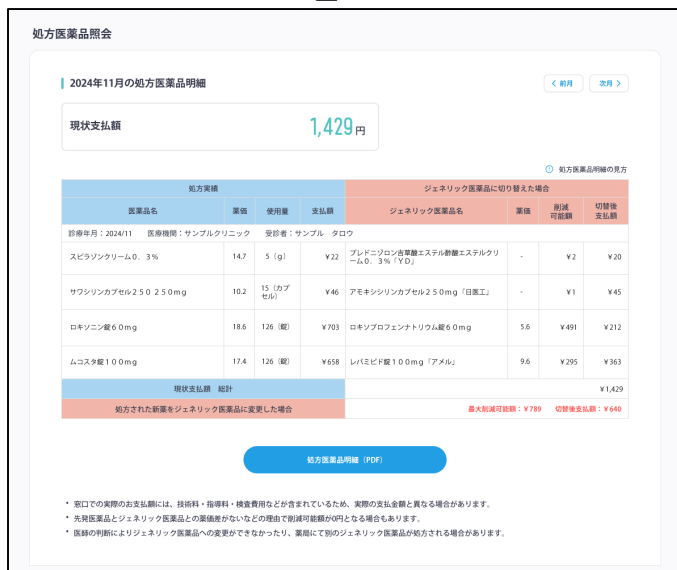 処方医薬品照会
2024年11月の処方医薬品明細
< 前月
次月 >
現状支払額
1,429 円
処方医薬品明細の見方
処方実績
ジェネリック医薬品に切り替えた場合
医薬品名 薬価 使用量 支払額 ジェネリック医薬品名 薬価 削減可能額 切替後支払額
診療年月：2024/11 医療機関：サンプルクリニック 受診者：サンプル タロウ
スピラゾンクリーム０．３％ 14.7 5（g） ¥22 プレドニゾロン吉草酸エステル酢酸エステルクリーム０．３％「ＹＤ」 - ¥2 ¥20
サワシリンカプセル２５０ ２５０ｍｇ 10.2 15（カプセル） ¥46 アモキシシリンカプセル２５０ｍｇ「日医工」 - ¥1 ¥45
ロキソニン錠６０ｍｇ 18.6 126（錠） ¥703 ロキソプロフェンナトリウム錠６０ｍｇ 5.6 ¥491 ¥212
ムコスタ錠１００ｍｇ 17.4 126（錠） ¥658 レバミピド錠１００ｍｇ「アメル」 9.6 ¥295 ¥363
現状支払額 総計 ¥1,429
処方された新薬をジェネリック医薬品に変更した場合 最大削減可能額：¥789 切替後支払額：¥640
処方医薬品明細（PDF）
• 窓口での実際のお支払額には、技術料・指導料・検査費用などが含まれているため、実際の支払金額と異なる場合があります。
• 先発医薬品とジェネリック医薬品との薬価差がないなどの理由で削減可能額が0円となる場合もあります。
• 医師の判断によりジェネリック医薬品への変更ができなかったり、薬局にて別のジェネリック医薬品が処方される場合があります。